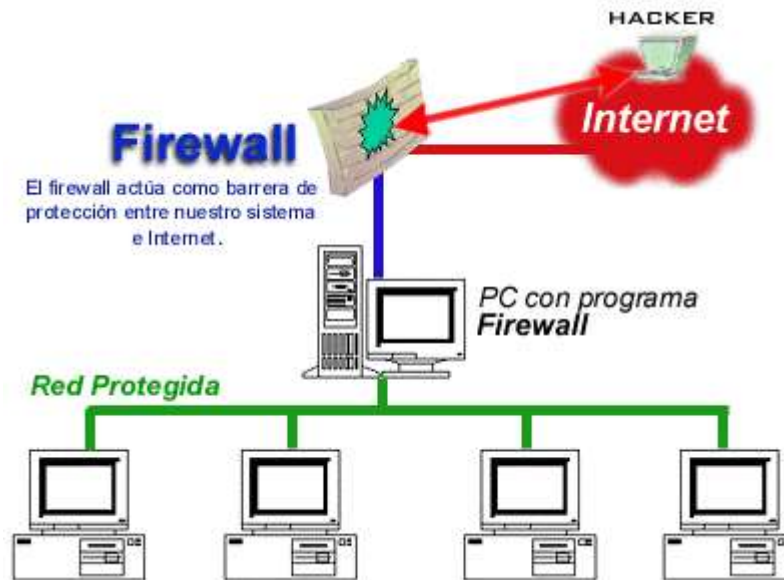 HACKER
Internet
Firewall
El firewall actúa como barrera de
protección entre nuestro sistema
e Internet.
PC con programa
Firewall
Red Protegida